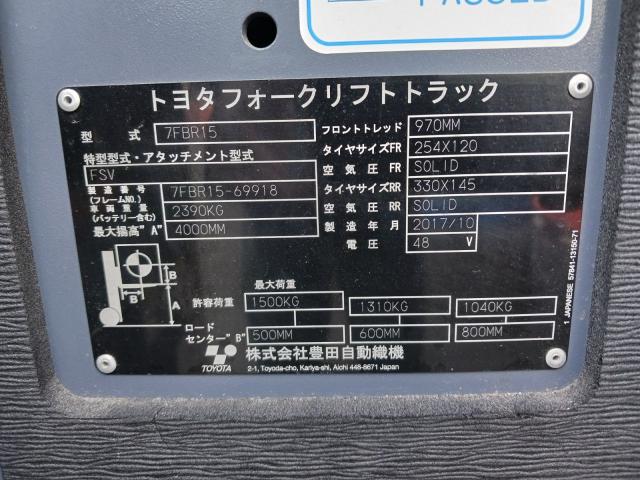 PASSED
トヨタフォークリフトトラック
型式 7FBR15
フロントトレッド 970MM
特型型式・アタッチメント型式
タイヤサイズFR 254X120
FSV
空気圧FR SOLID
製造番号(フレームNO.) 7FBR15-69918
タイヤサイズRR 330X145
車両重量(バッテリー含む) 2390KG
空気圧RR SOLID
最大揚高"A" 4000MM
製造年月 2017/10
電圧 48 V
B
B
A
最大荷重
許容荷重 1500KG 1310KG 1040KG
ロードセンター"B" 500MM 600MM 800MM
TOYOTA
株式会社豊田自動織機
2-1, Toyoda-cho, Kariya-shi, Aichi 448-8671 Japan
1 JAPANESE 57841-13150-71